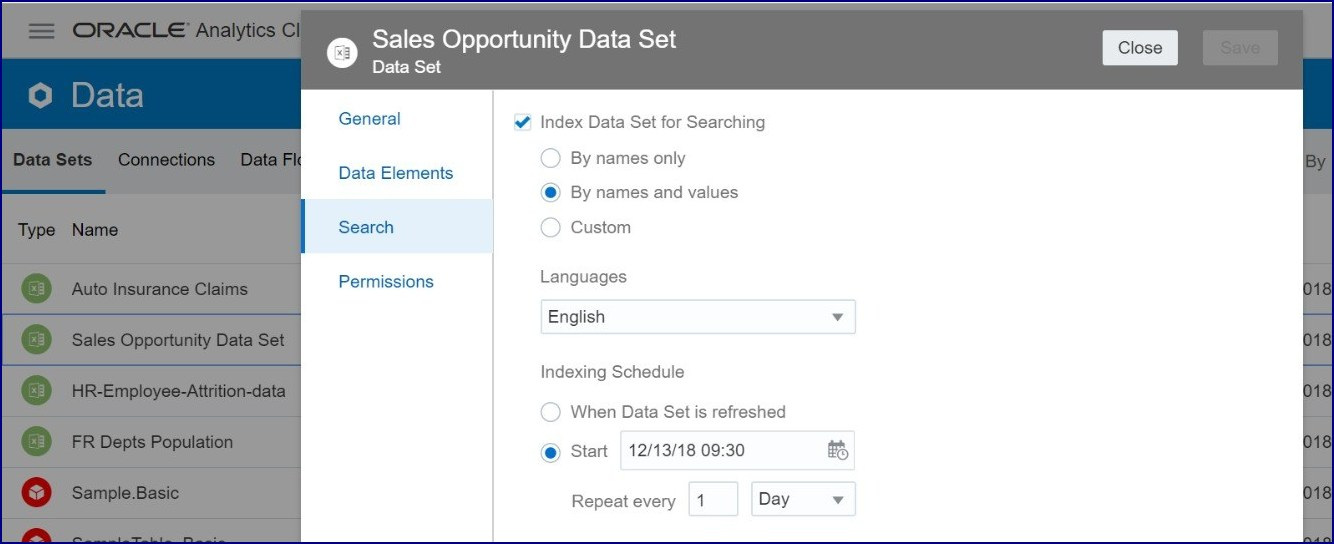 ORACLE Analytics Cl
Sales Opportunity Data Set
Data Set
Close
Save
Data
Data Sets
Connections
Data Flo
By
Type
Name
Auto Insurance Claims
018
Sales Opportunity Data Set
018
HR-Employee-Attrition-data
018
FR Depts Population
018
Sample.Basic
018
General
Data Elements
Search
Permissions
Index Data Set for Searching
By names only
By names and values
Custom
Languages
English
Indexing Schedule
When Data Set is refreshed
Start 12/13/18 09:30
Repeat every 1 Day